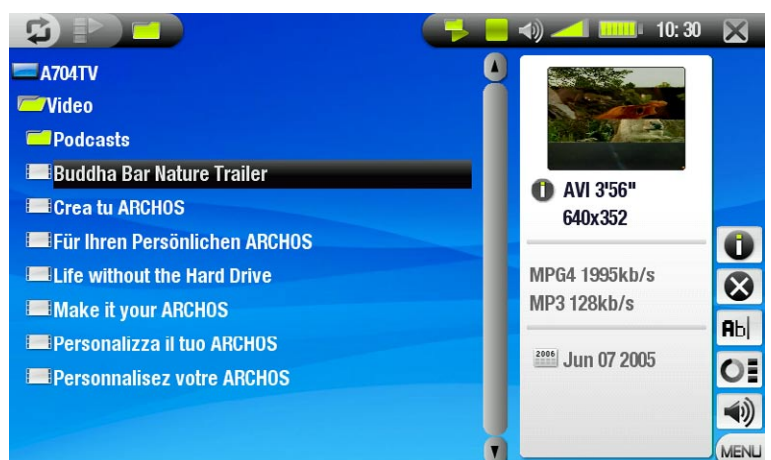 10:30
A704TV
Video
Podcasts
Buddha Bar Nature Trailer
Crea tu ARCHOS
Für Ihren Persönlichen ARCHOS
Life without the Hard Drive
Make it your ARCHOS
Personalizza il tuo ARCHOS
Personnalisez votre ARCHOS
i AVI 3'56"
640x352
MPG4 1995kb/s
MP3 128kb/s
2006 Jun 07 2005
i
Ab
MENU